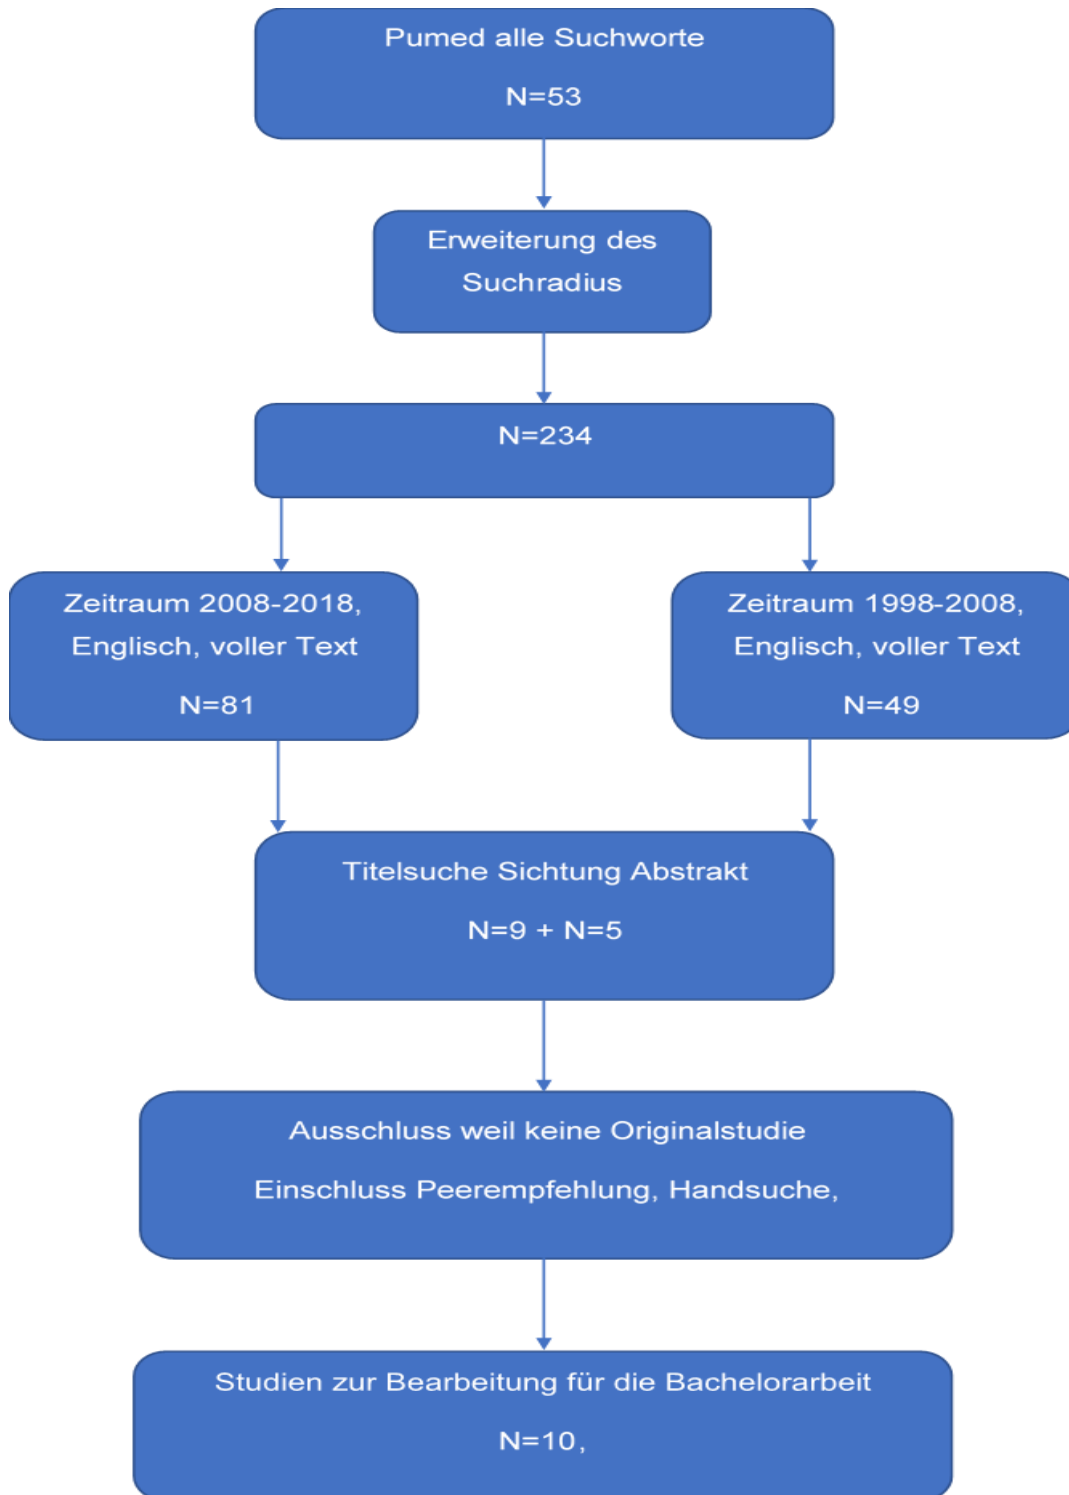 Pumed alle Suchworte
N=53
Erweiterung des
Suchradius
N=234
Zeitraum 2008-2018,
Englisch, voller Text
N=81
Zeitraum 1998-2008,
Englisch, voller Text
N=49
Titelsuche Sichtung Abstrakt
N=9 + N=5
Ausschluss weil keine Originalstudie
Einschluss Peerempfehlung, Handsuche,
Studien zur Bearbeitung für die Bachelorarbeit
N=10,